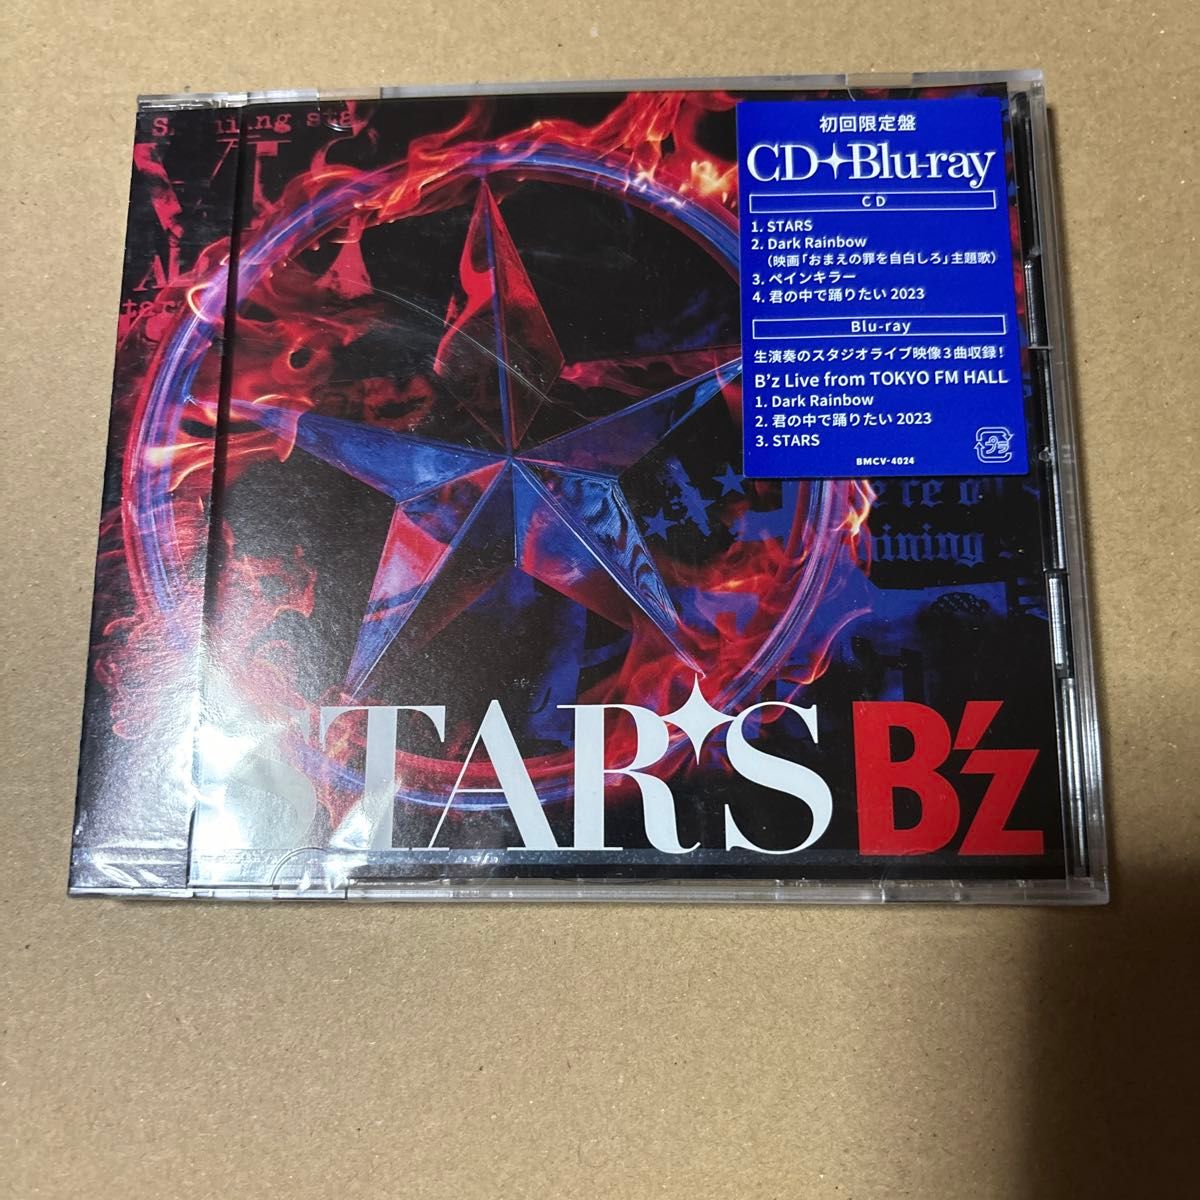 初回限定盤
CD Blu-ray
CD
1. STARS
2. Dark Rainbow
（映画「おまえの罪を自白しろ」主題歌）
3. ペインキラー
4. 君の中で踊りたい 2023
Blu-ray
生演奏のスタジオライブ映像3曲収録！
B'z Live from TOKYO FM HALL
1. Dark Rainbow
2. 君の中で踊りたい 2023
3. STARS
プラ
BMCV-4024
STARS B'z